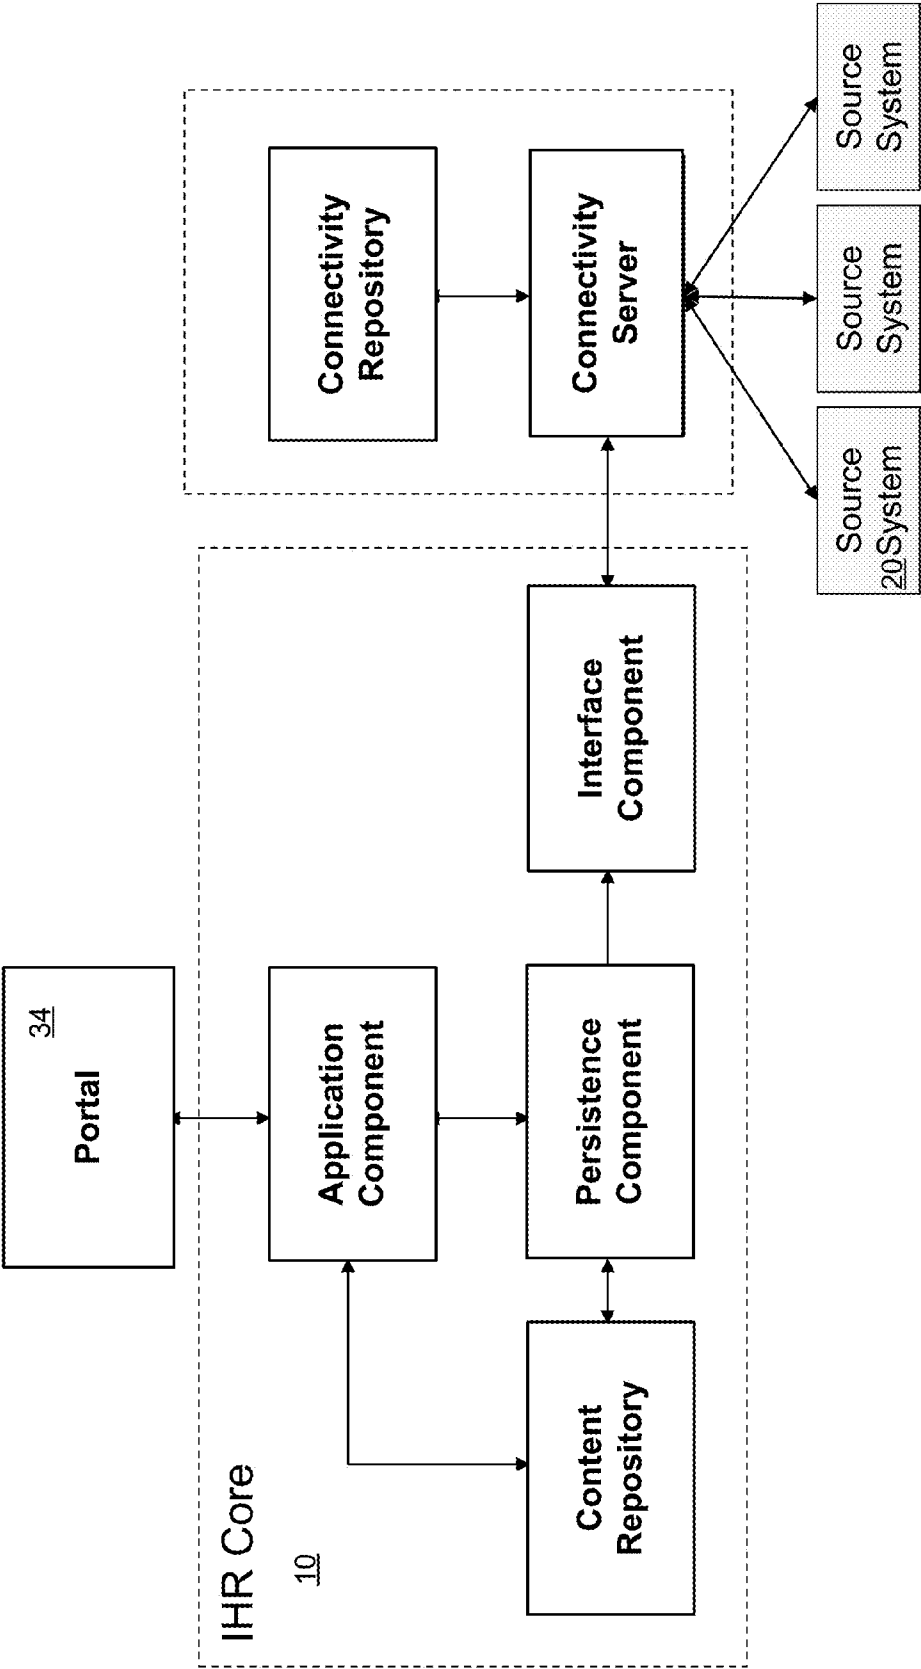 Portal
34
IHR Core
10
Application
Component
Connectivity
Repository
Content
Repository
Persistence
Component
Interface
Component
Connectivity
Server
Source
20System
Source
System
Source
System